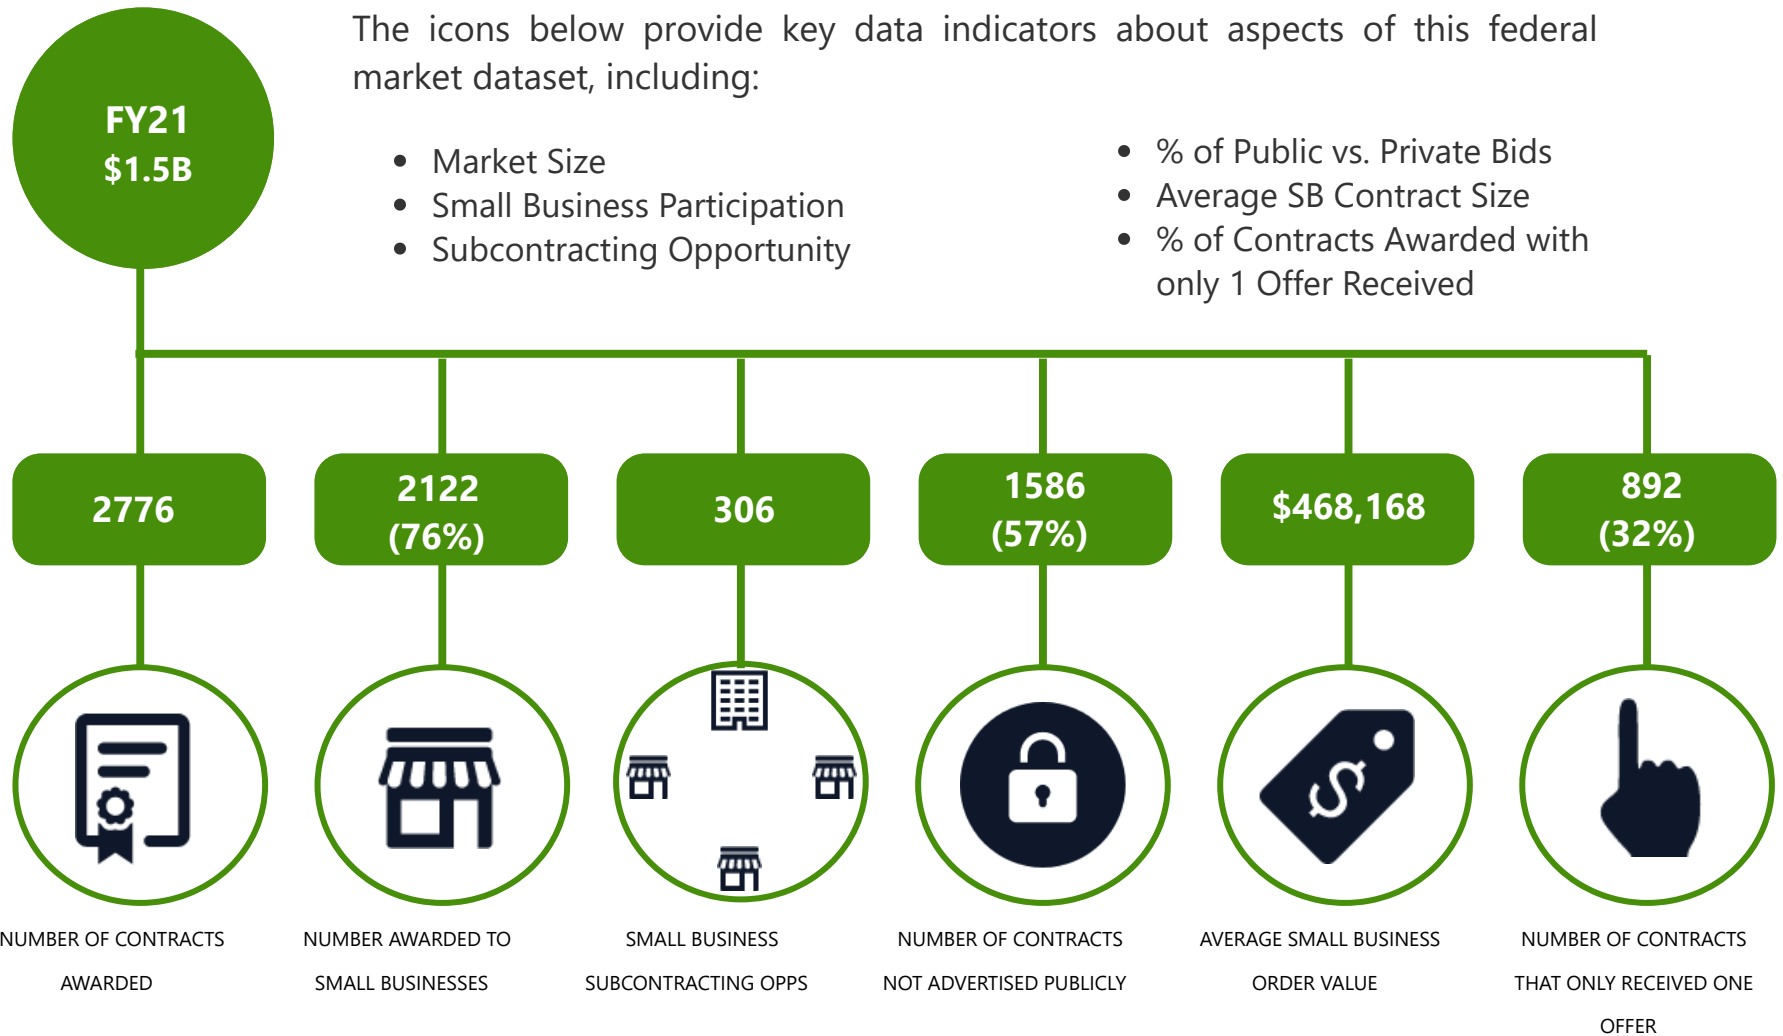 FY21
$1.5B
The icons below provide key data indicators about aspects of this federal
market dataset, including:
• Market Size
• Small Business Participation
• Subcontracting Opportunity
• % of Public vs. Private Bids
• Average SB Contract Size
• % of Contracts Awarded with
only 1 Offer Received
2776
2122
(76%)
306
1586
(57%)
$468,168
892
(32%)
$
NUMBER OF CONTRACTS
AWARDED
NUMBER AWARDED TO
SMALL BUSINESSES
SMALL BUSINESS
SUBCONTRACTING OPPS
NUMBER OF CONTRACTS
NOT ADVERTISED PUBLICLY
AVERAGE SMALL BUSINESS
ORDER VALUE
NUMBER OF CONTRACTS
THAT ONLY RECEIVED ONE
OFFER